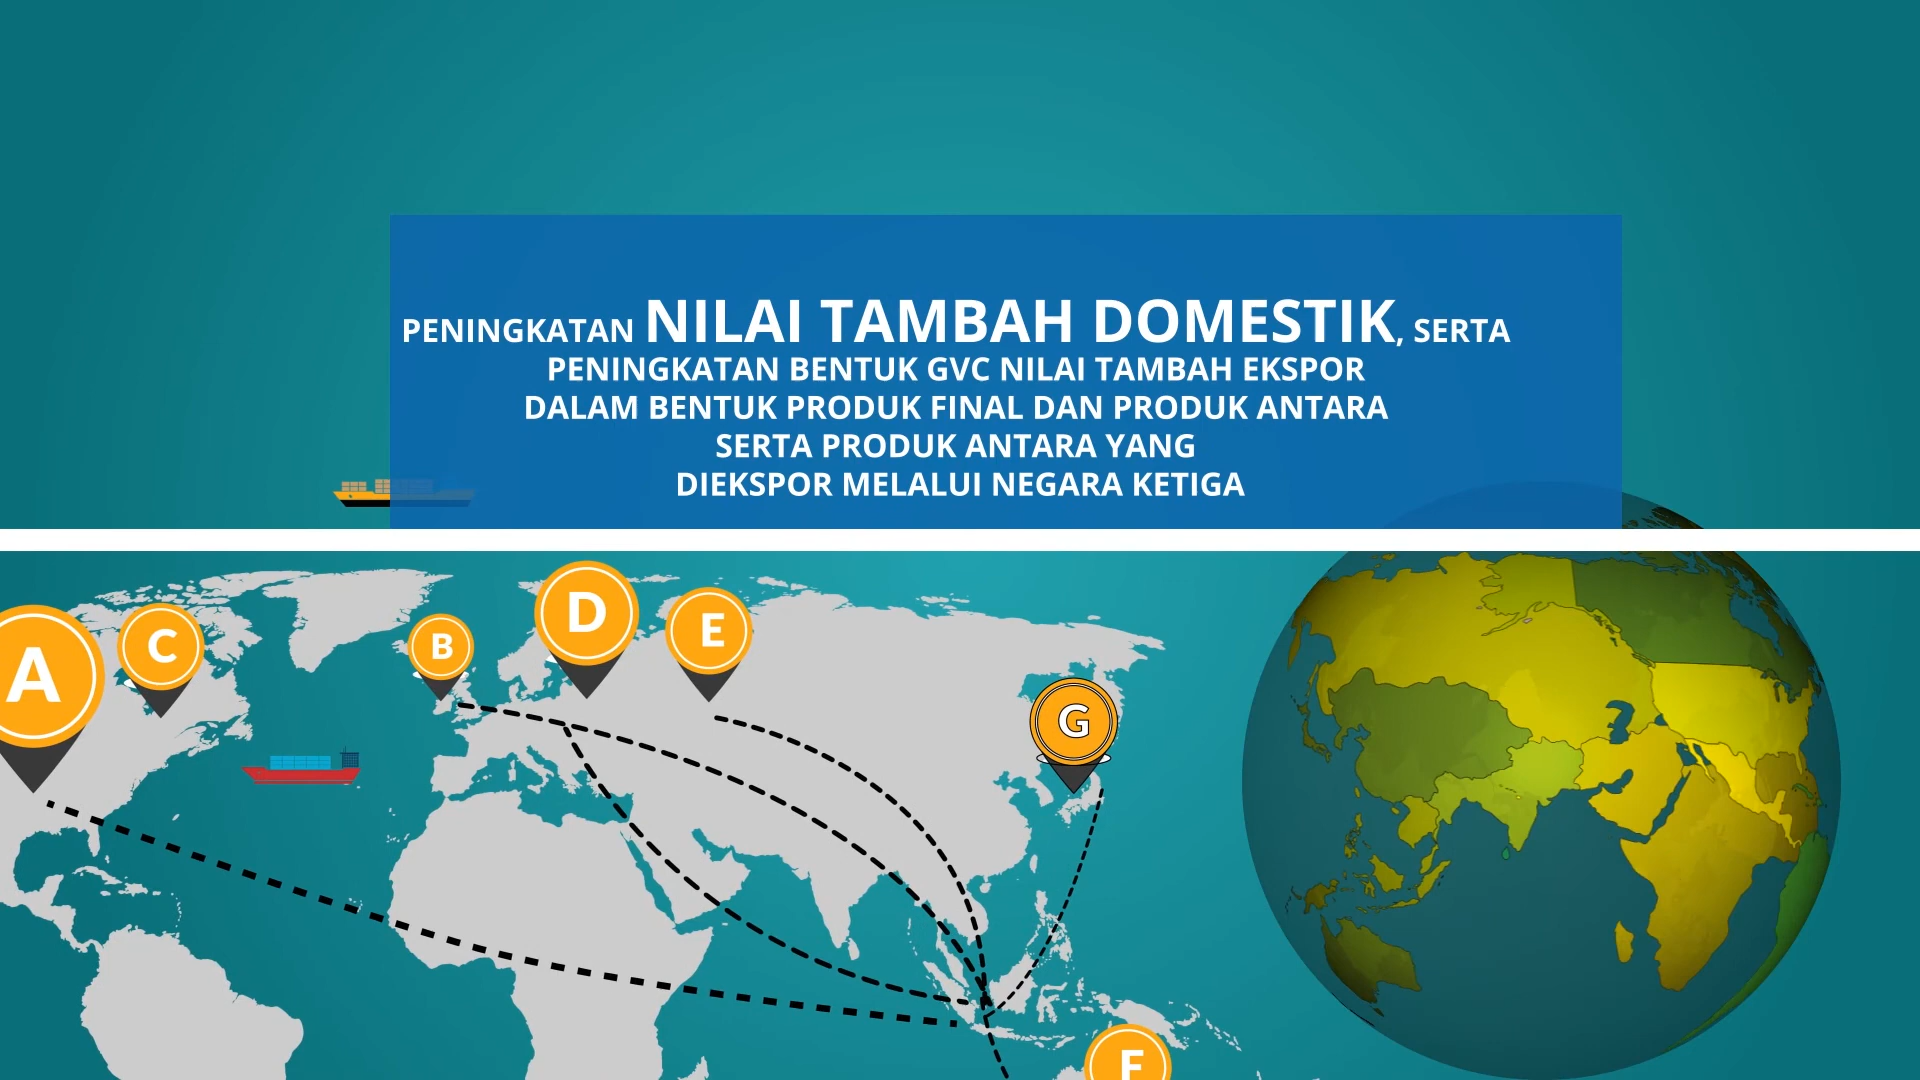 PENINGKATAN NILAI TAMBAH DOMESTIK, SERTA
PENINGKATAN BENTUK GVC NILAI TAMBAH EKSPOR
DALAM BENTUK PRODUK FINAL DAN PRODUK ANTARA
SERTA PRODUK ANTARA YANG
DIEKSPOR MELALUI NEGARA KETIGA
A
C
B
D
E
G
F